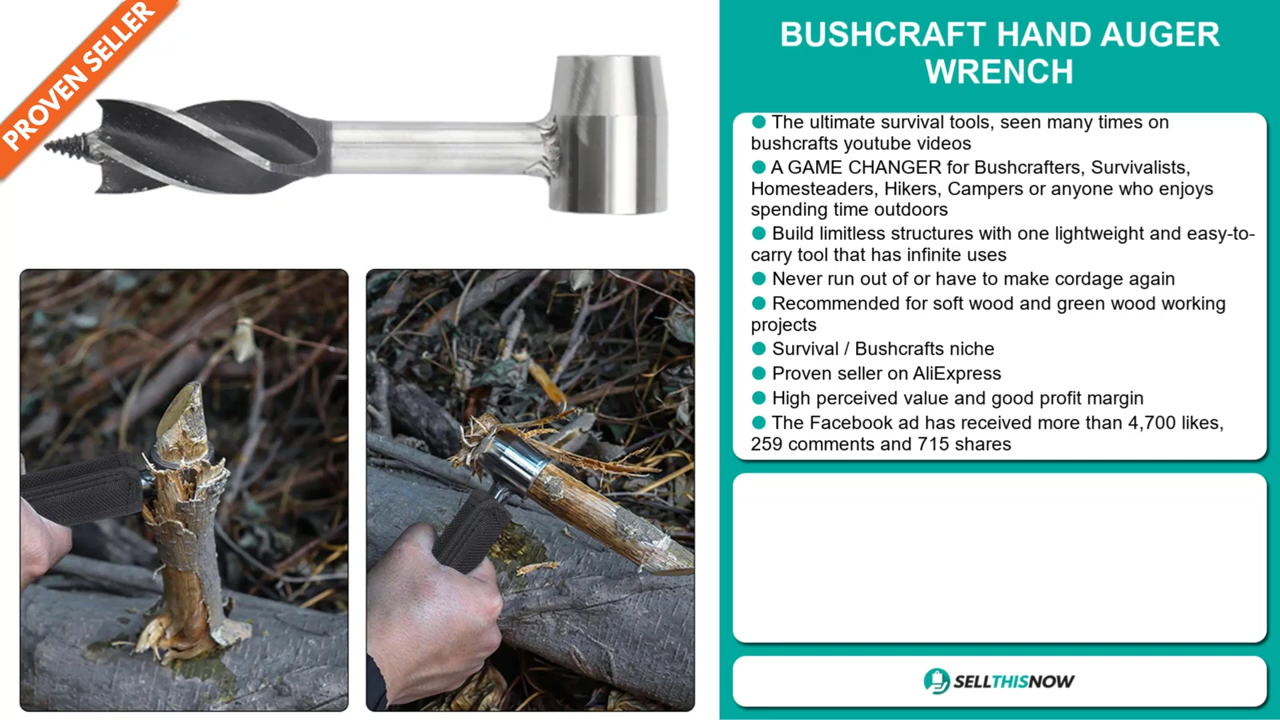 PROVEN SELLER
BUSHCRAFT HAND AUGER
WRENCH
● The ultimate survival tools, seen many times on
bushcrafts youtube videos
● A GAME CHANGER for Bushcrafters, Survivalists,
Homesteaders, Hikers, Campers or anyone who enjoys
spending time outdoors
● Build limitless structures with one lightweight and easy-to-
carry tool that has infinite uses
● Never run out of or have to make cordage again
● Recommended for soft wood and green wood working
projects
● Survival / Bushcrafts niche
● Proven seller on AliExpress
● High perceived value and good profit margin
● The Facebook ad has received more than 4,700 likes,
259 comments and 715 shares
SELLTHISNOW